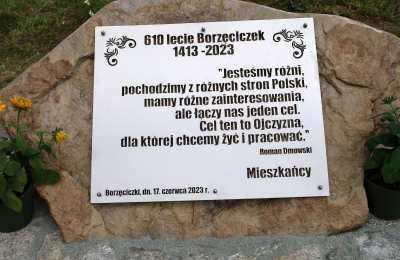 610 lecie Borzęciczek
1413 -2023
"Jesteśmy różni,
pochodzimy z różnych stron Polski,
mamy różne zainteresowania,
ale łączy nas jeden cel.
Cel ten to Ojczyzna,
dla której chcemy żyć i pracować."
Roman Dmowski
Mieszkańcy
Borzęciczki, dn. 17. czerwca 2023 r.